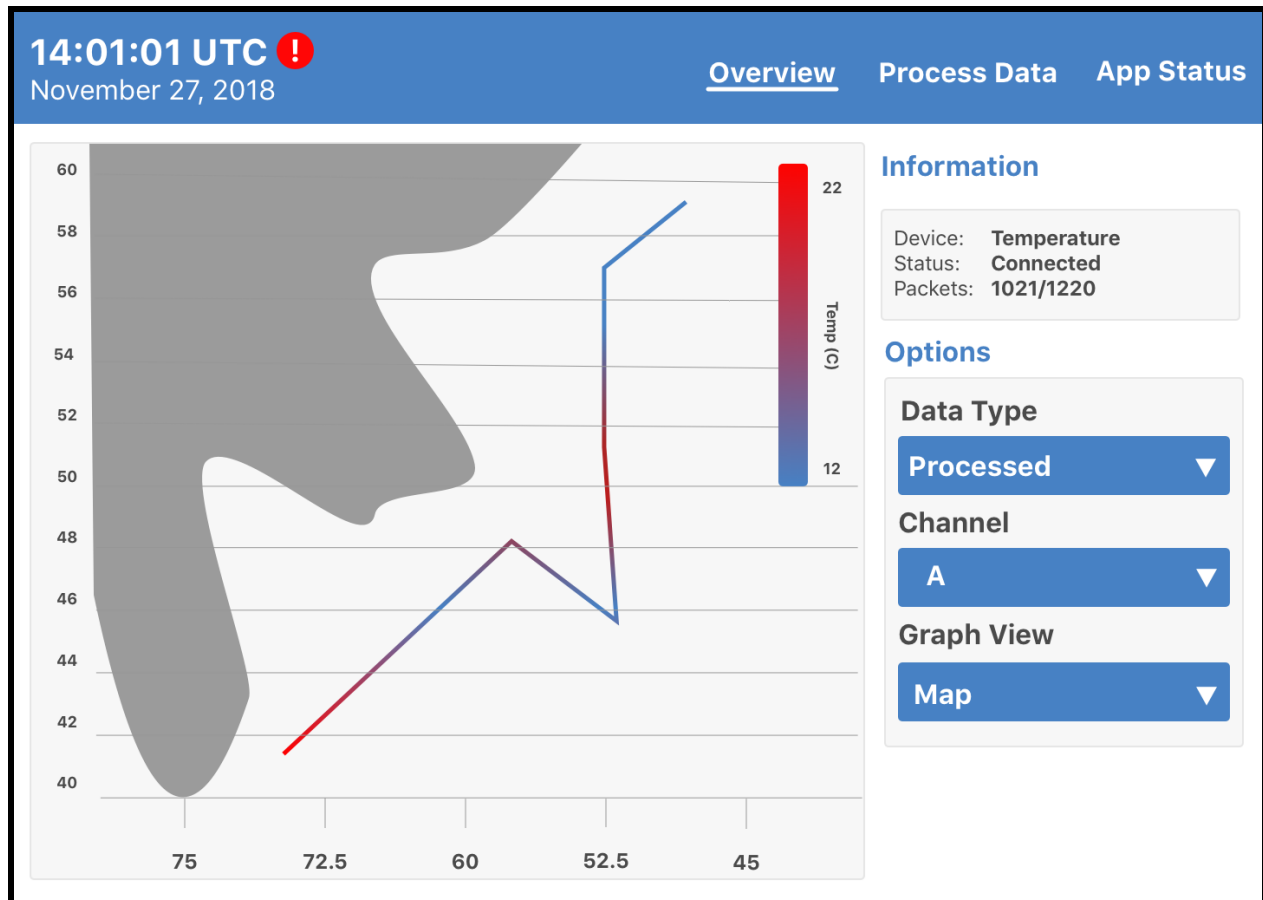 14:01:01 UTC !
November 27, 2018
Overview Process Data App Status
60
58
56
54
52
50
48
46
44
42
40
75 72.5 60 52.5 45
22
Temp (C)
12
Information
Device: Temperature
Status: Connected
Packets: 1021/1220
Options
Data Type
Processed ▼
Channel
A ▼
Graph View
Map ▼